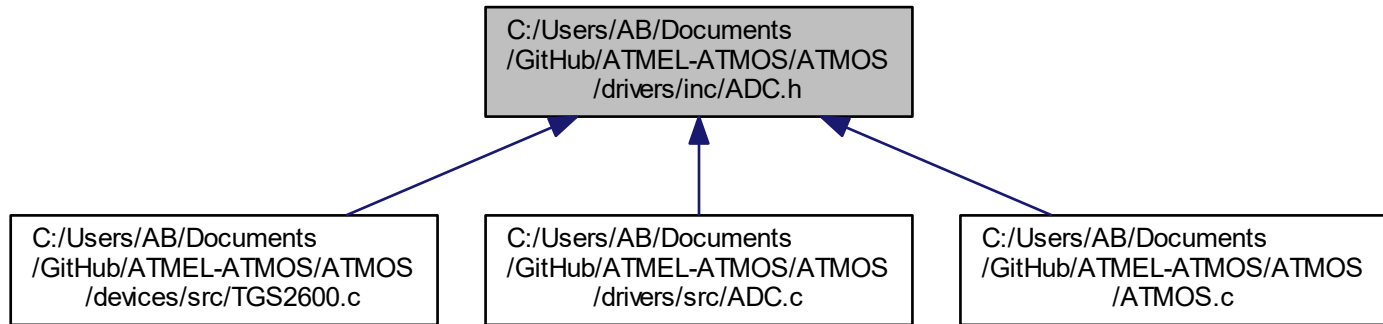 C:/Users/AB/Documents
/GitHub/ATMEL-ATMOS/ATMOS
/drivers/inc/ADC.h
C:/Users/AB/Documents
/GitHub/ATMEL-ATMOS/ATMOS
/devices/src/TGS2600.c
C:/Users/AB/Documents
/GitHub/ATMEL-ATMOS/ATMOS
/drivers/src/ADC.c
C:/Users/AB/Documents
/GitHub/ATMEL-ATMOS/ATMOS
/ATMOS.c